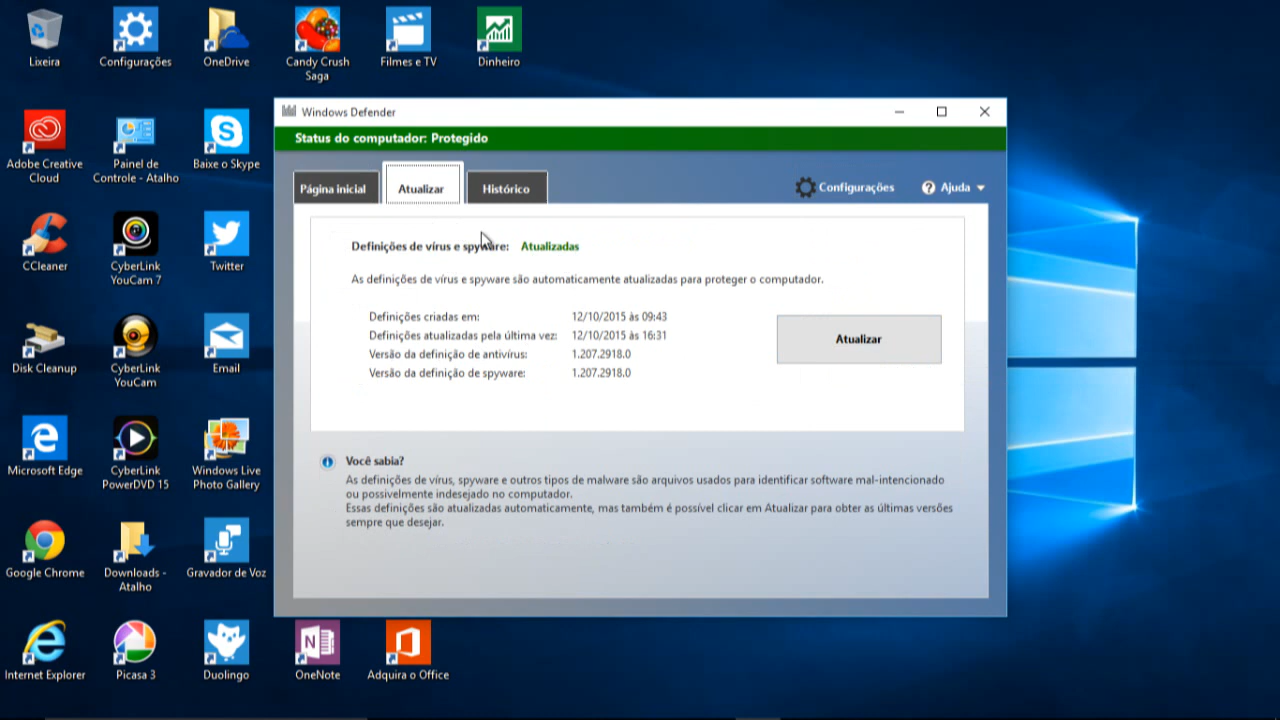 Lixeira
Configurações
OneDrive
Candy Crush
Saga
Filmes e TV
Dinheiro
Adobe Creative
Cloud
Painel de
Controle - Atalho
Baixe o Skype
CCleaner
CyberLink
YouCam 7
Twitter
Disk Cleanup
CyberLink
YouCam
Email
Microsoft Edge
CyberLink
PowerDVD 15
Windows Live
Photo Gallery
Google Chrome
Downloads -
Atalho
Gravador de Voz
Internet Explorer
Picasa 3
Duolingo
OneNote
Adquira o Office
Windows Defender
Status do computador: Protegido
Página inicial
Atualizar
Histórico
Configurações
Ajuda
Definições de vírus e spyware: Atualizadas
As definições de vírus e spyware são automaticamente atualizadas para proteger o computador.
Definições criadas em: 12/10/2015 às 09:43
Definições atualizadas pela última vez: 12/10/2015 às 16:31
Versão da definição de antivírus: 1.207.2918.0
Versão da definição de spyware: 1.207.2918.0
Atualizar
Você sabia?
As definições de vírus, spyware e outros tipos de malware são arquivos usados para identificar software mal-intencionado
ou possivelmente indesejado no computador.
Essas definições são atualizadas automaticamente, mas também é possível clicar em Atualizar para obter as últimas versões
sempre que desejar.